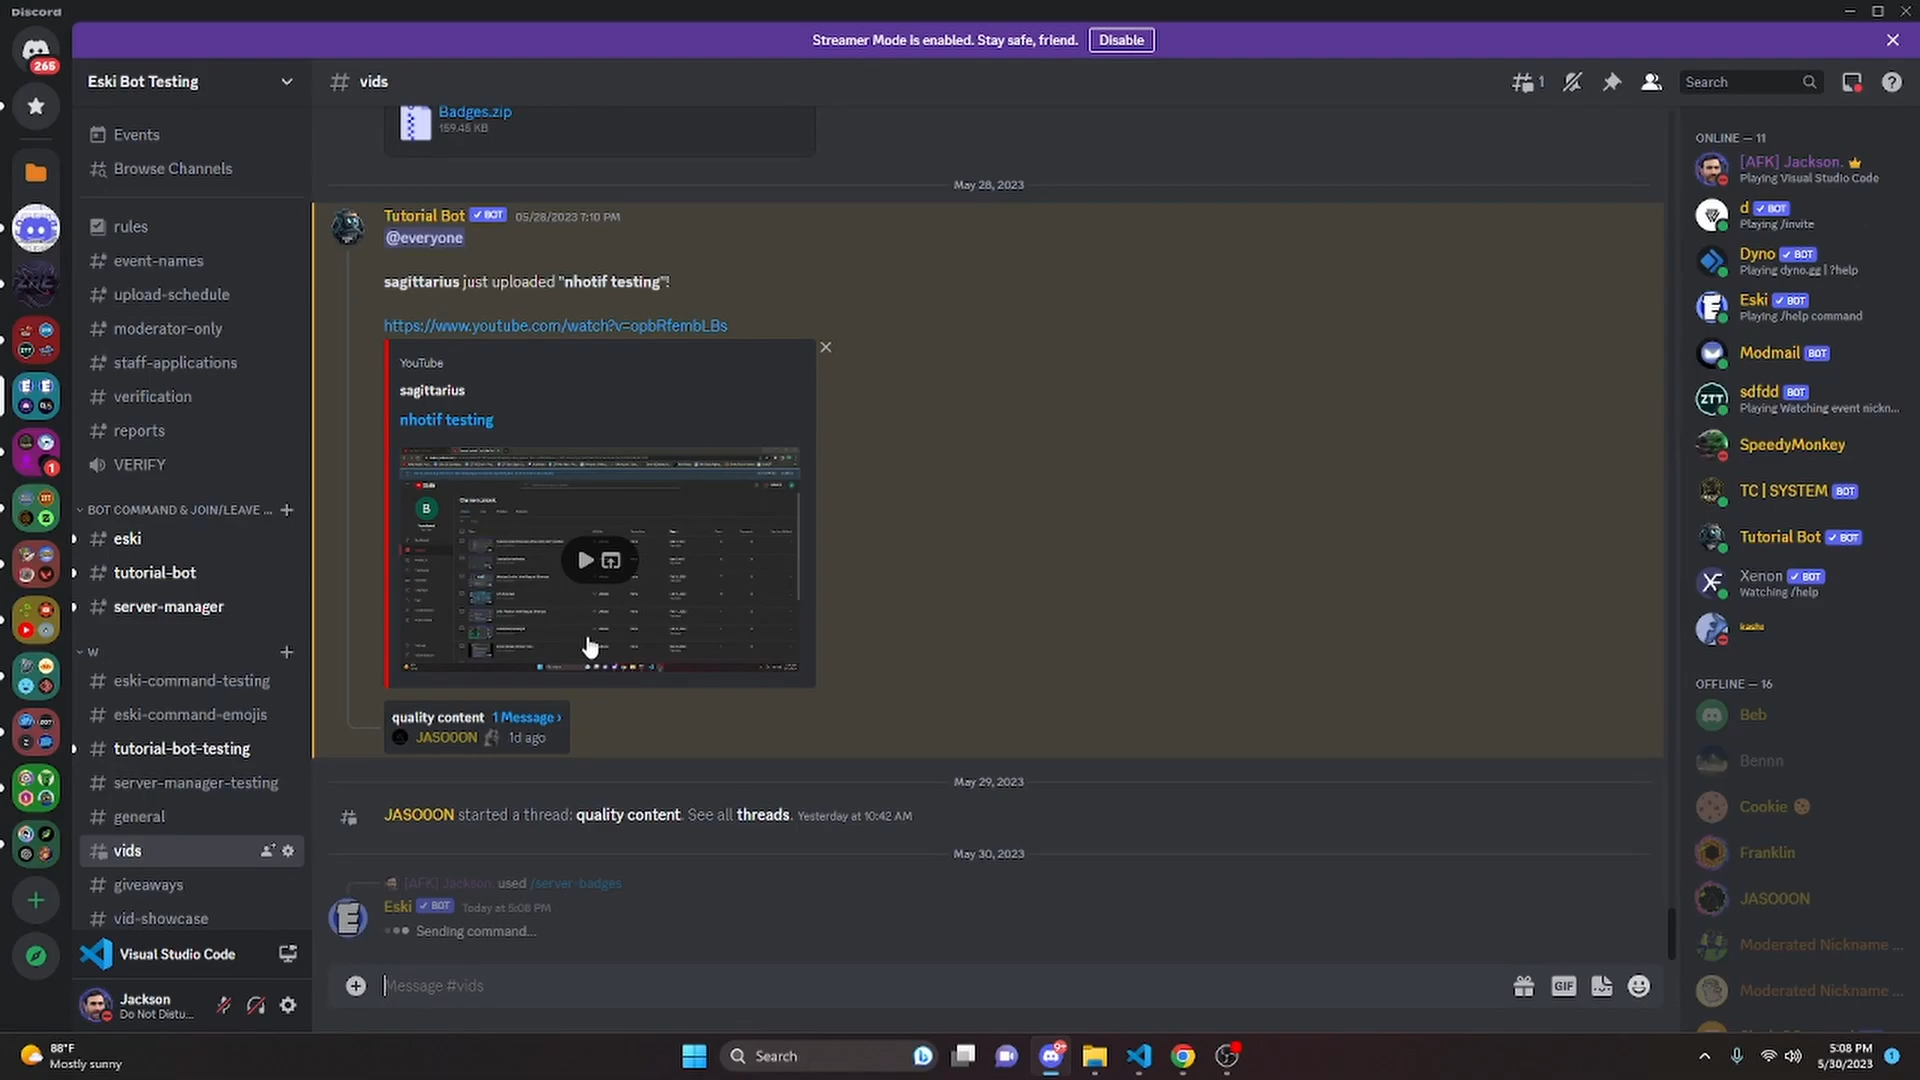 Discord
Streamer Mode is enabled. Stay safe, friend. Disable
265
Eski Bot Testing
vids
1
Search
Events
Browse Channels
rules
event-names
upload-schedule
moderator-only
staff-applications
verification
reports
VERIFY
1
BOT COMMAND & JOIN/LEAVE ...
eski
tutorial-bot
server-manager
W
eski-command-testing
eski-command-emojis
tutorial-bot-testing
server-manager-testing
general
vids
giveaways
vid-showcase
Visual Studio Code
Jackson
Do Not Distu...
Badges.zip
159.45 KB
May 28, 2023
Tutorial Bot BOT 05/28/2023 7:10 PM
@everyone
sagittarius just uploaded "nhotif testing"!
https://www.youtube.com/watch?v=opbRfembLBs
YouTube
sagittarius
nhotif testing
B
quality content 1 Message ›
JASO0ON 1d ago
May 29, 2023
JASO0ON started a thread: quality content. See all threads. Yesterday at 10:42 AM
May 30, 2023
[AFK] Jackson. used /server-badges
Eski BOT Today at 5:08 PM
Sending command...
Message #vids
GIF
ONLINE — 11
[AFK] Jackson.
Playing Visual Studio Code
d BOT
Playing /invite
Dyno BOT
Playing dyno.gg | ?help
Eski BOT
Playing /help command
Modmail BOT
ZTT
sdfdd BOT
Playing Watching event nickn...
SpeedyMonkey
TC | SYSTEM BOT
Tutorial Bot BOT
Xenon BOT
Watching /help
OFFLINE — 16
Beb
Bennn
Cookie
Franklin
JASO0ON
Moderated Nickname ...
Moderated Nickname ...
88°F
Mostly sunny
Search
9+
5:08 PM
5/30/2023
1